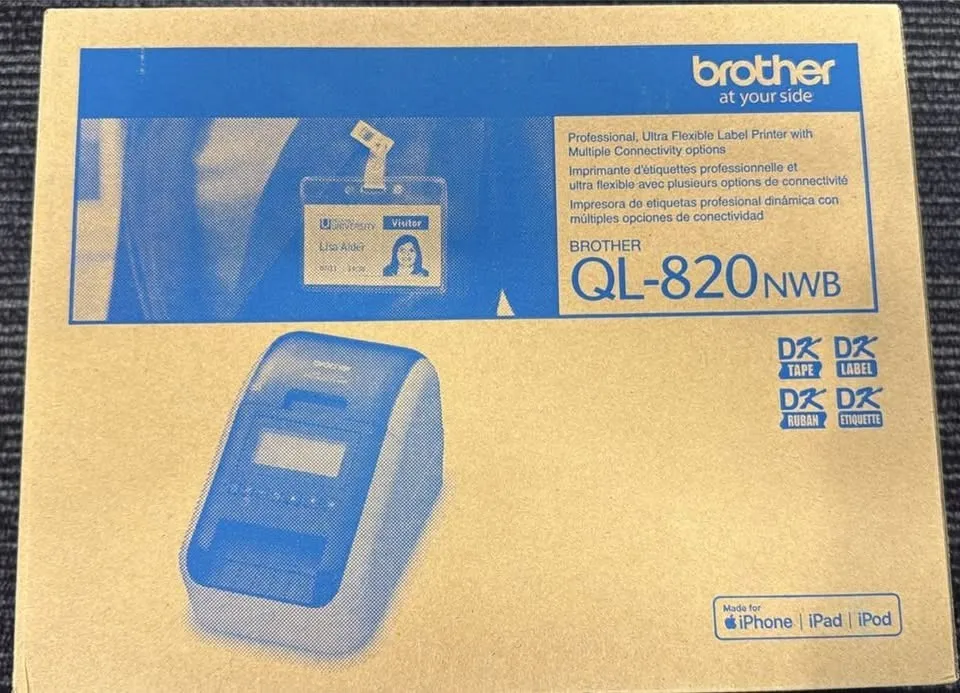 brother
at your side
Professional, Ultra Flexible Label Printer with
Multiple Connectivity options
Imprimante d'étiquettes professionnelle et
ultra flexible avec plusieurs options de connectivité
Impresora de etiquetas profesional dinámica con
múltiples opciones de conectividad
BROTHER
QL-820NWB
UNIVERSITY
Visitor
Lisa Alder
DK TAPE
DK LABEL
DK RUBAN
DK ETIQUETTE
brother
Made for
iPhone | iPad | iPod